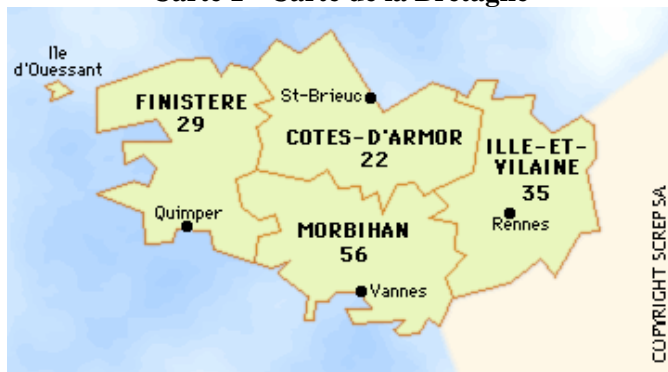 Carte 1 - Carte de la Bretagne
Ile
d'Ouessant
FINISTERE
29
St-Brieuc
COTES-D'ARMOR
22
ILLE-ET-
VILAINE
35
Rennes
Quimper
MORBIHAN
56
Vannes
COPYRIGHT SCREP SA